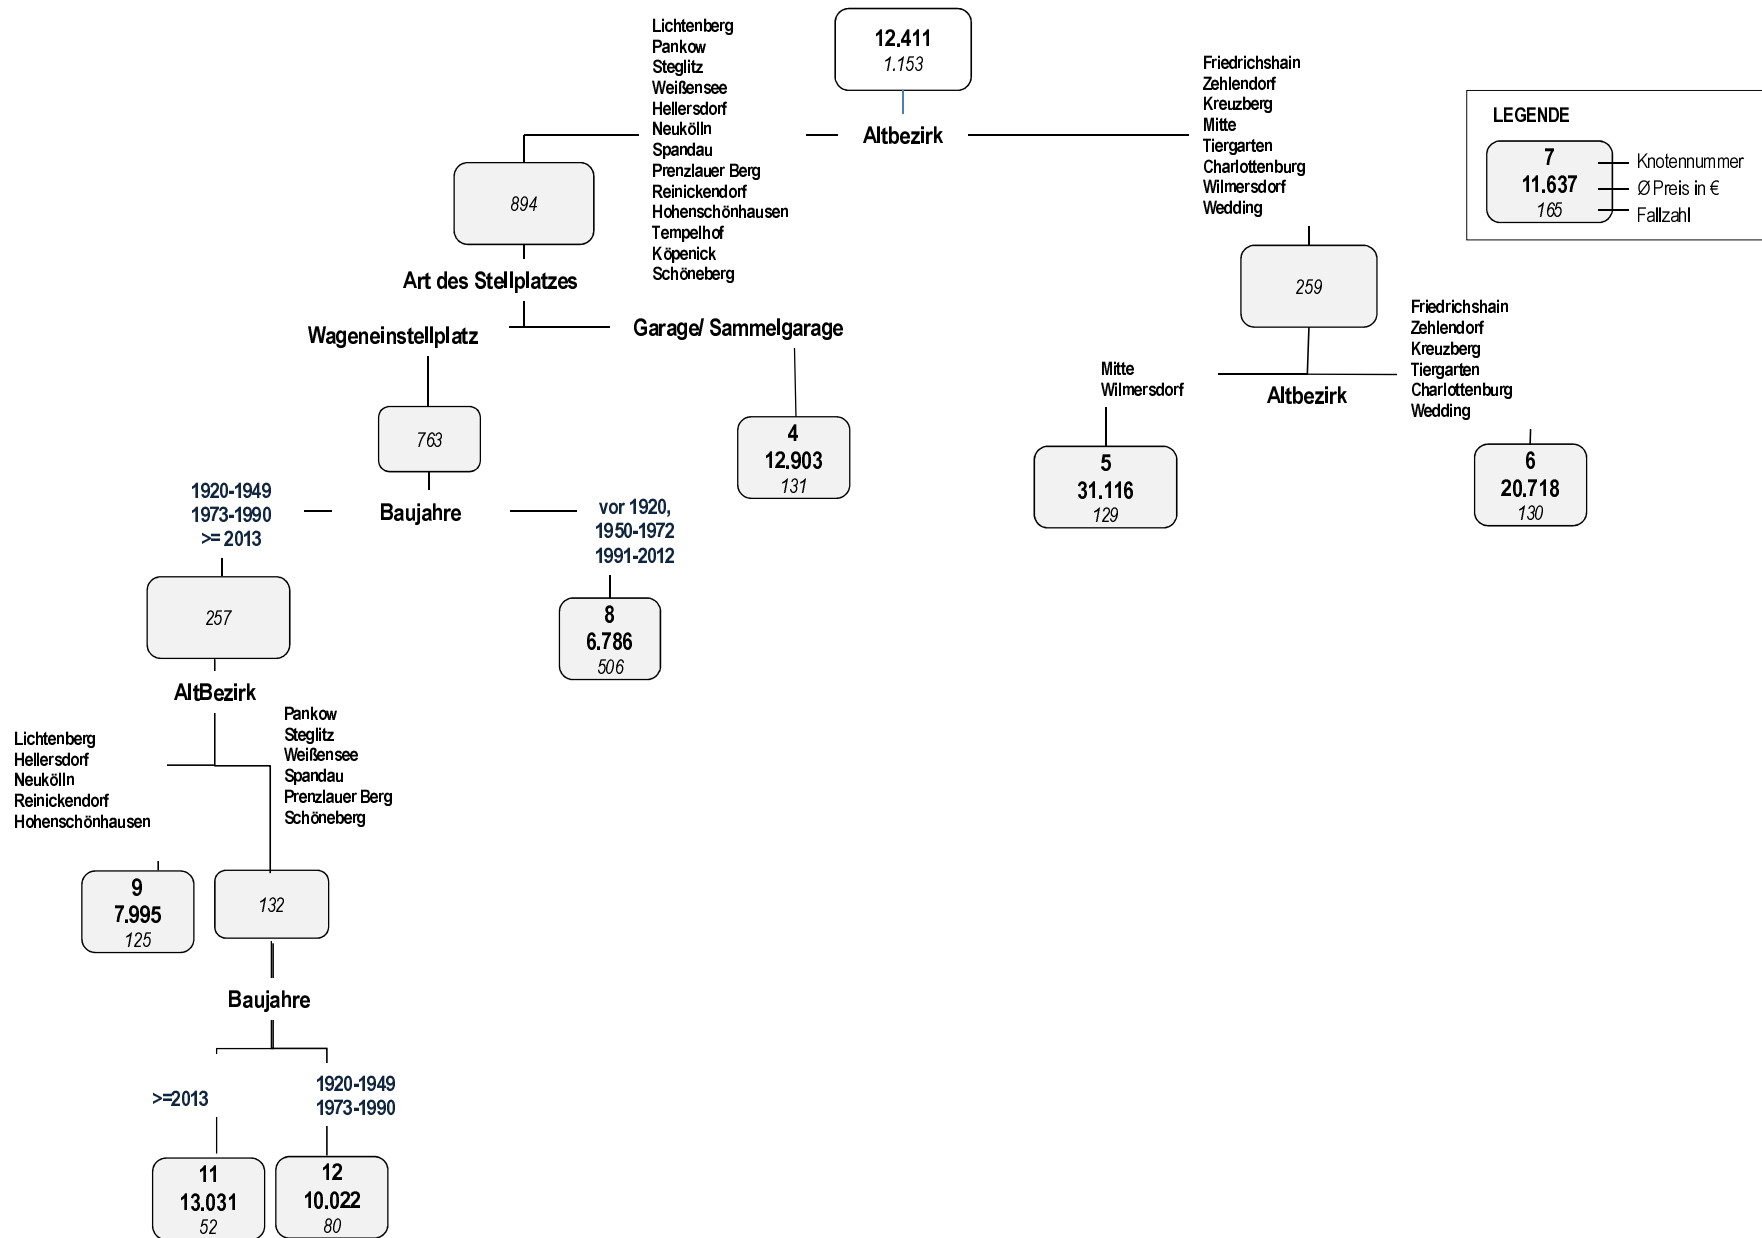 12.411
1.153
Altbezirk
Lichtenberg
Pankow
Steglitz
Weißensee
Hellersdorf
Neukölln
Spandau
Prenzlauer Berg
Reinickendorf
Hohenschönhausen
Tempelhof
Köpenick
Schöneberg
Friedrichshain
Zehlendorf
Kreuzberg
Mitte
Tiergarten
Charlottenburg
Wilmersdorf
Wedding
LEGENDE
7
11.637
165
Knotennummer
Ø Preis in €
Fallzahl
894
Art des Stellplatzes
Wageneinstellplatz
Garage/ Sammelgarage
259
Altbezirk
Mitte
Wilmersdorf
Friedrichshain
Zehlendorf
Kreuzberg
Tiergarten
Charlottenburg
Wedding
763
4
12.903
131
5
31.116
129
6
20.718
130
Baujahre
1920-1949
1973-1990
>= 2013
vor 1920,
1950-1972
1991-2012
257
8
6.786
506
AltBezirk
Lichtenberg
Hellersdorf
Neukölln
Reinickendorf
Hohenschönhausen
Pankow
Steglitz
Weißensee
Spandau
Prenzlauer Berg
Schöneberg
9
7.995
125
132
Baujahre
>=2013
1920-1949
1973-1990
11
13.031
52
12
10.022
80